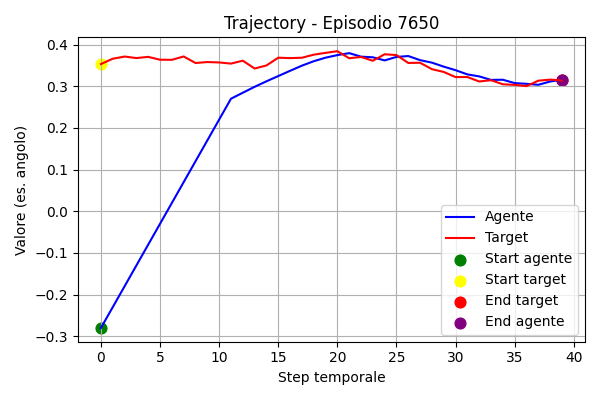 Trajectory - Episodio 7650
Valore (es. angolo)
0.4
0.3
0.2
0.1
0.0
−0.1
−0.2
−0.3
Agente
Target
Start agente
Start target
End target
End agente
0 5 10 15 20 25 30 35 40
Step temporale